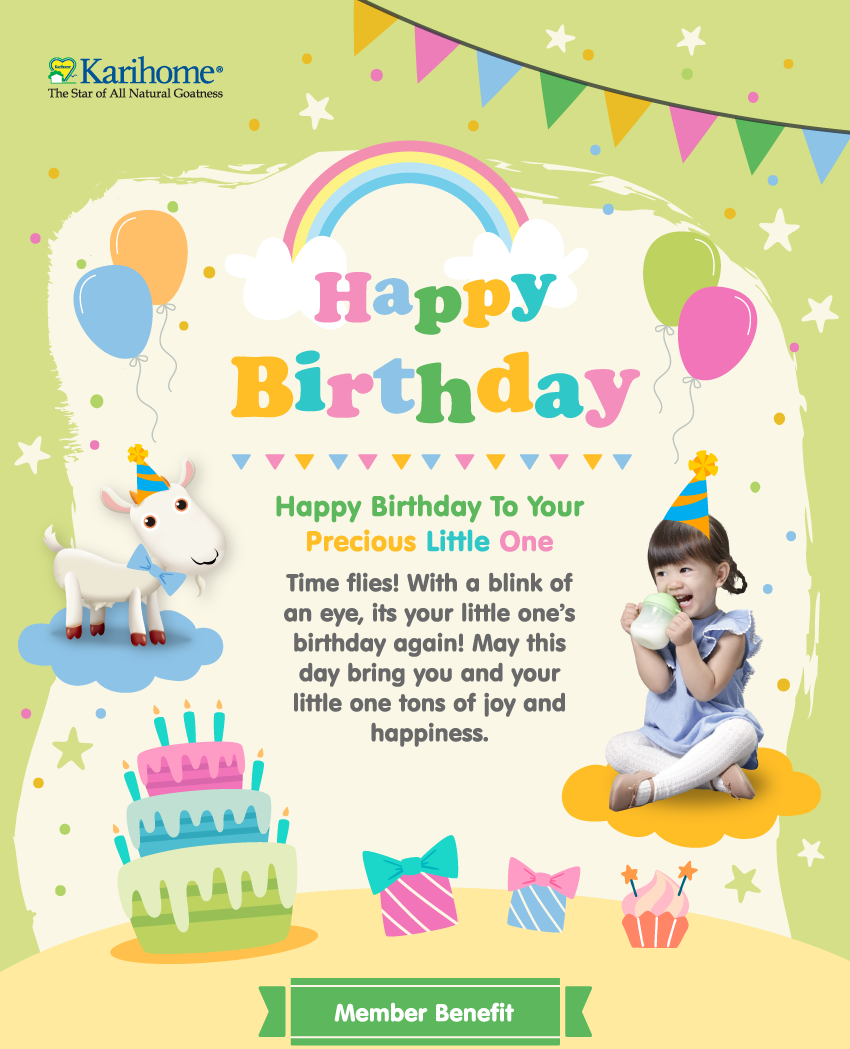 Karihome®
The Star of All Natural Goatness
Happy
Birthday
Happy Birthday To Your
Precious Little One
Time flies! With a blink of
an eye, its your little one's
birthday again! May this
day bring you and your
little one tons of joy and
happiness.
Member Benefit